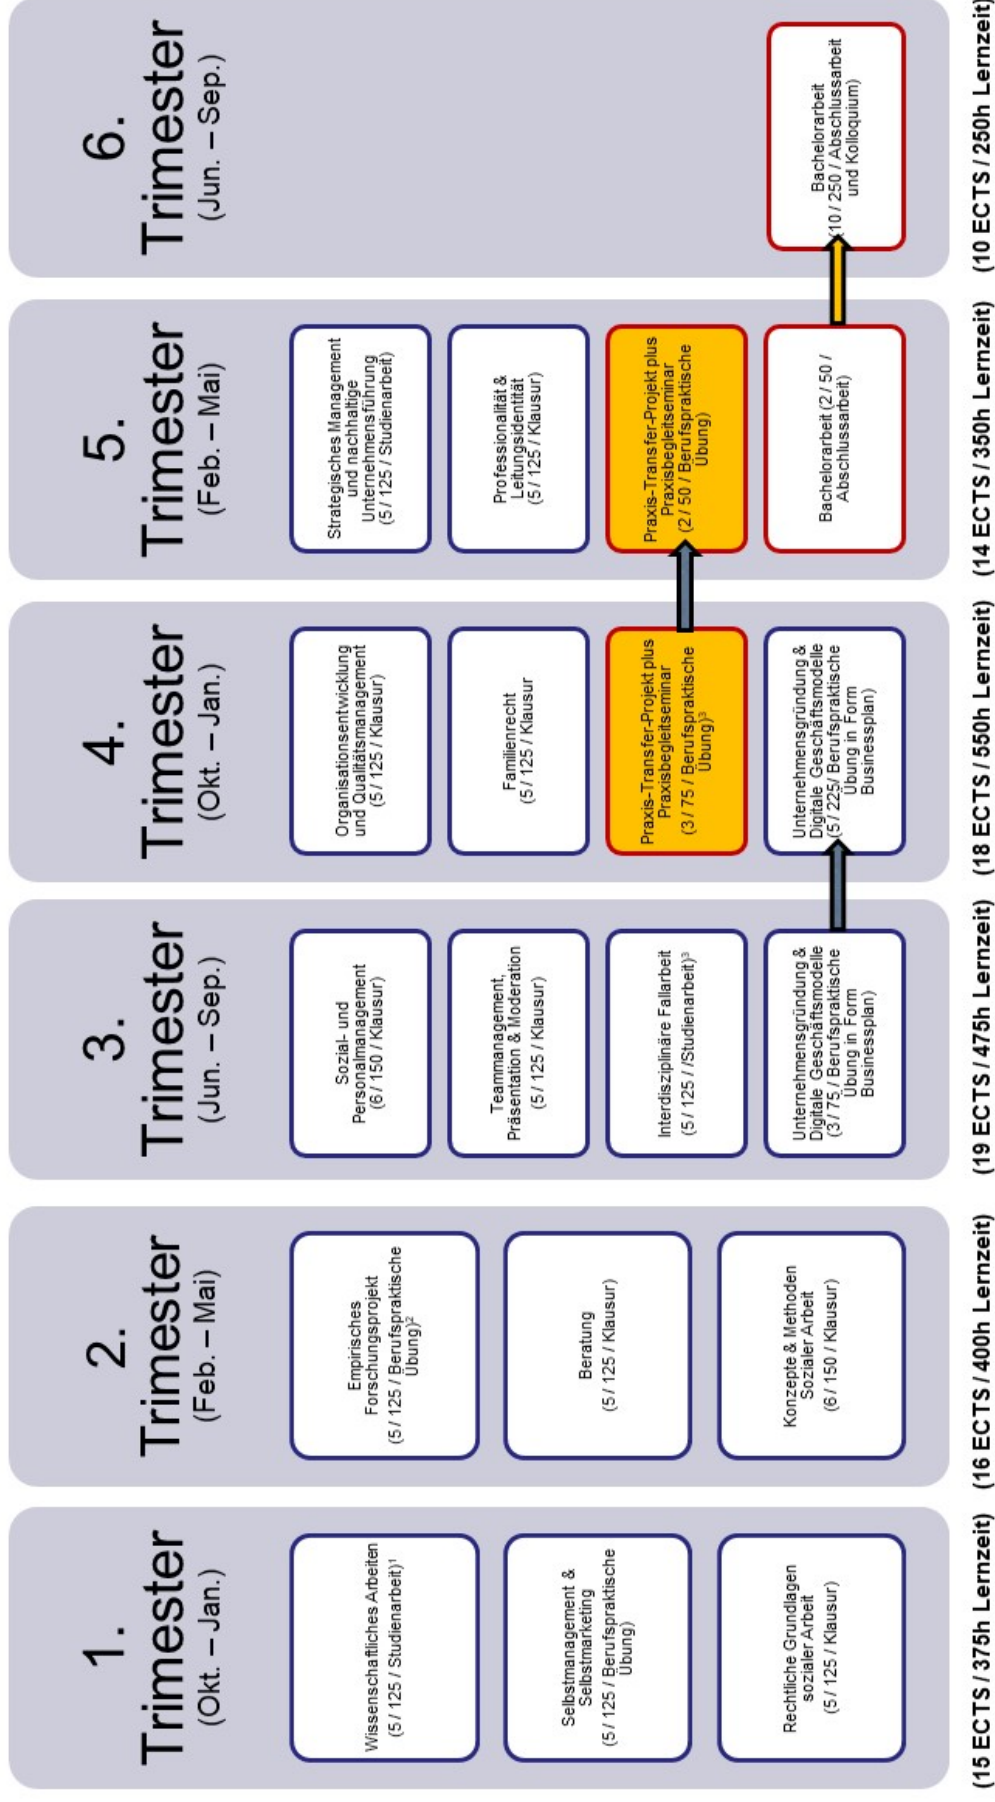 1.
Trimester
(Okt. – Jan.)
Wissenschaftliches Arbeiten
(5 / 125 / Studienarbeit)¹
Selbstmanagement &
Selbstmarketing
(5 / 125 / Berufspraktische
Übung)
Rechtliche Grundlagen
sozialer Arbeit
(5 / 125 / Klausur)
(15 ECTS / 375h Lernzeit)
2.
Trimester
(Feb. – Mai)
Empirisches
Forschungsprojekt
(5 / 125 / Berufspraktische
Übung)²
Beratung
(5 / 125 / Klausur)
Konzepte & Methoden
Sozialer Arbeit
(6 / 150 / Klausur)
(16 ECTS / 400h Lernzeit)
3.
Trimester
(Jun. – Sep.)
Sozial- und
Personalmanagement
(6 / 150 / Klausur)
Teammanagement,
Präsentation & Moderation
(5 / 125 / Klausur)
Interdisziplinäre Fallarbeit
(5 / 125 / /Studienarbeit)³
Unternehmensgründung &
Digitale Geschäftsmodelle
(3 / 75 / Berufspraktische
Übung in Form
Businessplan)
(19 ECTS / 475h Lernzeit)
4.
Trimester
(Okt. – Jan.)
Organisationsentwicklung
und Qualitätsmanagement
(5 / 125 / Klausur)
Familienrecht
(5 / 125 / Klausur
Praxis-Transfer-Projekt plus
Praxisbegleitseminar
(3 / 75 / Berufspraktische
Übung)³
Unternehmensgründung &
Digitale Geschäftsmodelle
(5 / 225/ Berufspraktische
Übung in Form
Businessplan)
(18 ECTS / 550h Lernzeit)
5.
Trimester
(Feb. – Mai)
Strategisches Management
und nachhaltige
Unternehmensführung
(5 / 125 / Studienarbeit)
Professionalität &
Leitungsidentität
(5 / 125 / Klausur)
Praxis-Transfer-Projekt plus
Praxisbegleitseminar
(2 / 50 / Berufspraktische
Übung)
Bachelorarbeit (2 / 50 /
Abschlussarbeit)
(14 ECTS / 350h Lernzeit)
6.
Trimester
(Jun. – Sep.)
Bachelorarbeit
(10 / 250 / Abschlussarbeit
und Kolloquium)
(10 ECTS / 250h Lernzeit)